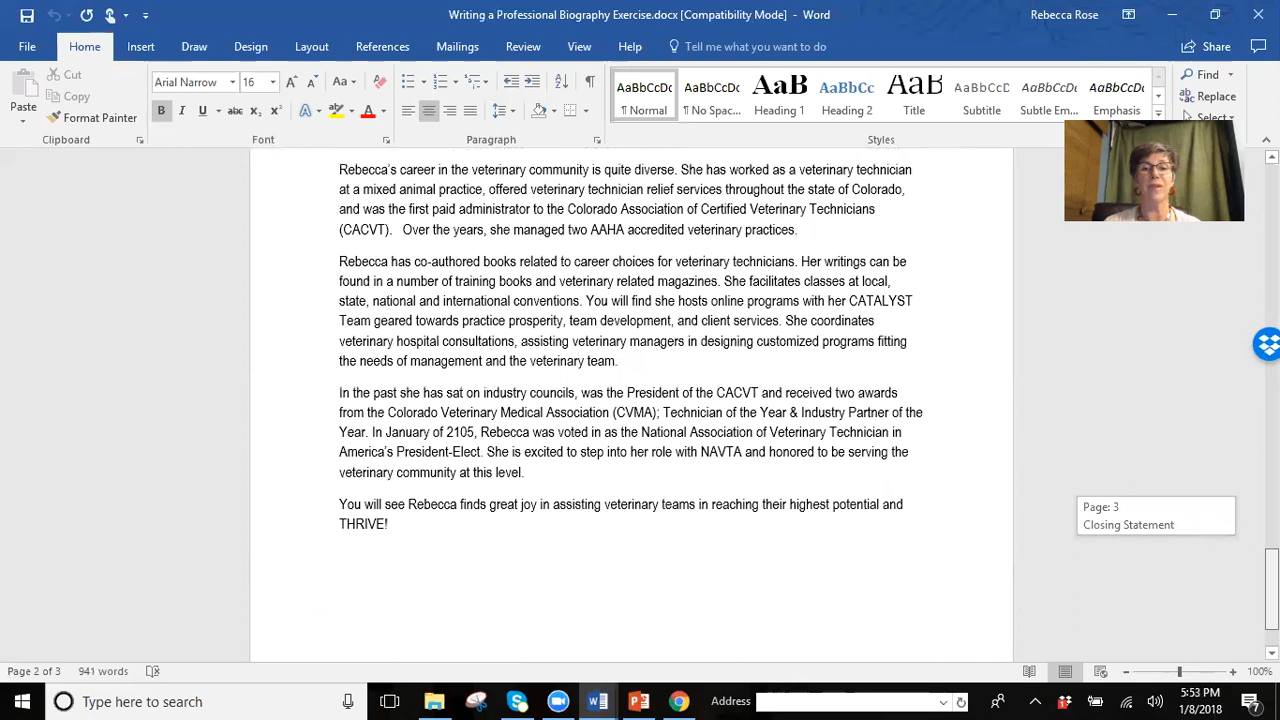 Writing a Professional Biography Exercise.docx [Compatibility Mode] - Word
Rebecca Rose
File Home Insert Draw Design Layout References Mailings Review View Help Tell me what you want to do
Share
Paste
Cut
Copy
Format Painter
Arial Narrow 16
AaBbCcDc AaBbCcDc AaB AaBbCc AaB AaBbCcD AaBbCcD AaBbCcDc
¶ Normal ¶ No Spac... Heading 1 Heading 2 Title Subtitle Subtle Em... Emphasis
Find
Replace
Select
Clipboard Font Paragraph Styles
Rebecca's career in the veterinary community is quite diverse. She has worked as a veterinary technician
at a mixed animal practice, offered veterinary technician relief services throughout the state of Colorado,
and was the first paid administrator to the Colorado Association of Certified Veterinary Technicians
(CACVT). Over the years, she managed two AAHA accredited veterinary practices.
Rebecca has co-authored books related to career choices for veterinary technicians. Her writings can be
found in a number of training books and veterinary related magazines. She facilitates classes at local,
state, national and international conventions. You will find she hosts online programs with her CATALYST
Team geared towards practice prosperity, team development, and client services. She coordinates
veterinary hospital consultations, assisting veterinary managers in designing customized programs fitting
the needs of management and the veterinary team.
In the past she has sat on industry councils, was the President of the CACVT and received two awards
from the Colorado Veterinary Medical Association (CVMA); Technician of the Year & Industry Partner of the
Year. In January of 2105, Rebecca was voted in as the National Association of Veterinary Technician in
America's President-Elect. She is excited to step into her role with NAVTA and honored to be serving the
veterinary community at this level.
You will see Rebecca finds great joy in assisting veterinary teams in reaching their highest potential and
THRIVE!
Page: 3
Closing Statement
Page 2 of 3 941 words
100%
Type here to search
Address
5:53 PM
1/8/2018
7